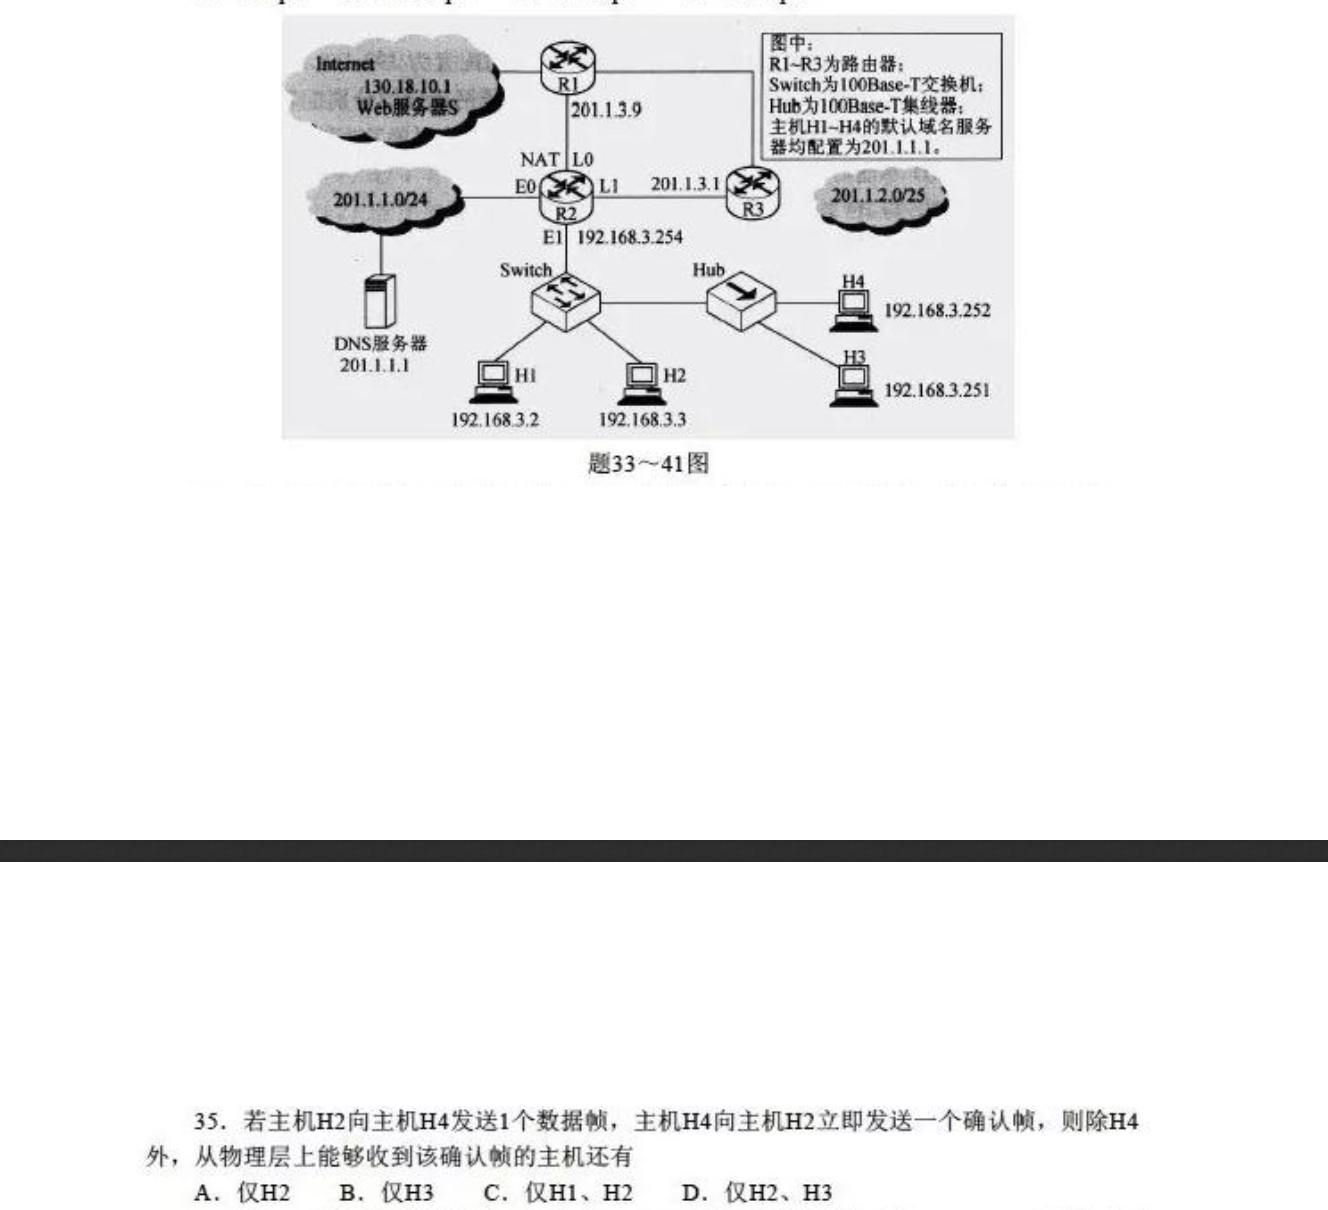 Internet
130.18.10.1
Web服务器S
R1
201.1.3.9
图中：
R1~R3为路由器；
Switch为100Base-T交换机；
Hub为100Base-T集线器；
主机H1~H4的默认域名服务
器均配置为201.1.1.1。
NAT L0
201.1.1.0/24
E0
L1
R2
201.1.3.1
R3
201.1.2.0/25
E1 192.168.3.254
Switch
Hub
H4
192.168.3.252
DNS服务器
201.1.1.1
H1
H2
H3
192.168.3.251
192.168.3.2
192.168.3.3
题33～41图
35．若主机H2向主机H4发送1个数据帧，主机H4向主机H2立即发送一个确认帧，则除H4
外，从物理层上能够收到该确认帧的主机还有
A．仅H2 B．仅H3 C．仅H1、H2 D．仅H2、H3